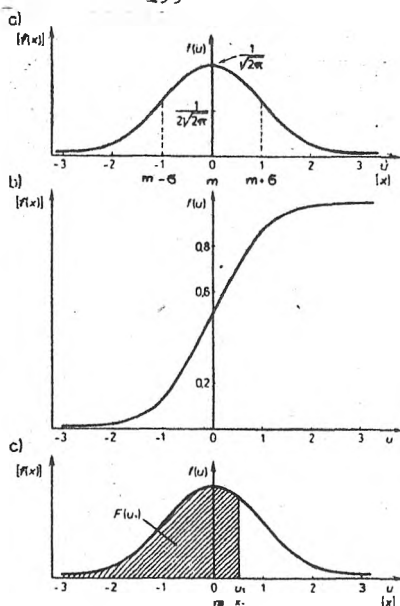 a)
[f(x)] f(u) 1/√2π
1/2√2π
-3 -2 -1 0 1 2 3 u
m-σ m m+σ [x]
b)
[f(x)] f(u)
0,8
0,6
0,2
-3 -2 -1 0 1 2 3 u
c)
[f(x)] f(u)
F(u₁)
-3 -2 -1 0 u₁ 1 2 3 u
m x₁ [x]